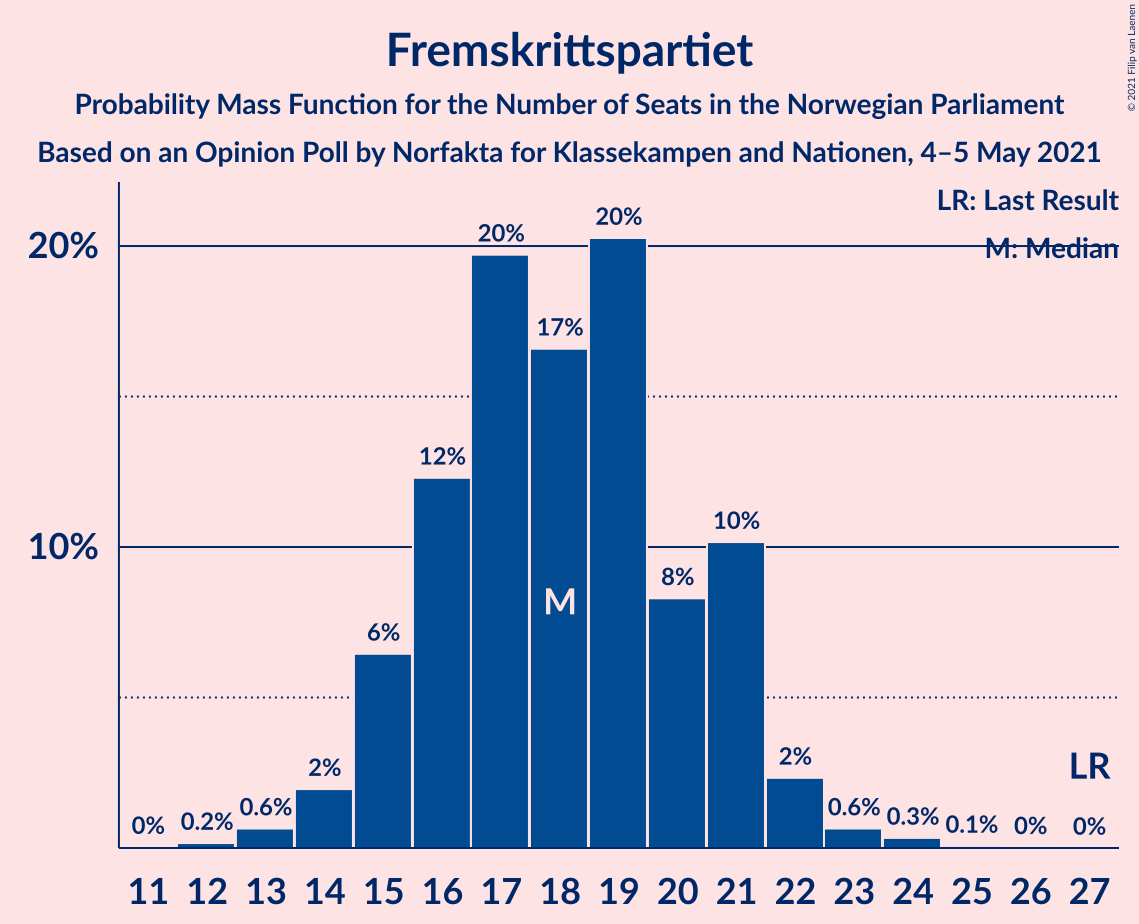 Fremskrittspartiet
Probability Mass Function for the Number of Seats in the Norwegian Parliament
Based on an Opinion Poll by Norfakta for Klassekampen and Nationen, 4–5 May 2021
© 2021 Filip van Laenen
LR: Last Result
M: Median
20%
10%
0%
0.2%
0.6%
2%
6%
12%
20%
17%
20%
8%
10%
2%
0.6%
0.3%
0.1%
0%
0%
M
LR
11 12 13 14 15 16 17 18 19 20 21 22 23 24 25 26 27